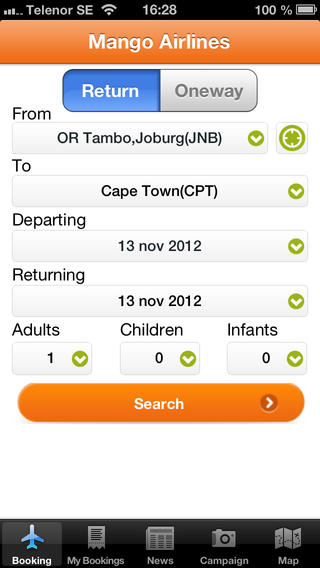 Telenor SE 16:28 100 %
Mango Airlines
Return Oneway
From
OR Tambo,Joburg(JNB)
To
Cape Town(CPT)
Departing
13 nov 2012
Returning
13 nov 2012
Adults Children Infants
1 0 0
Search
Booking My Bookings News Campaign Map